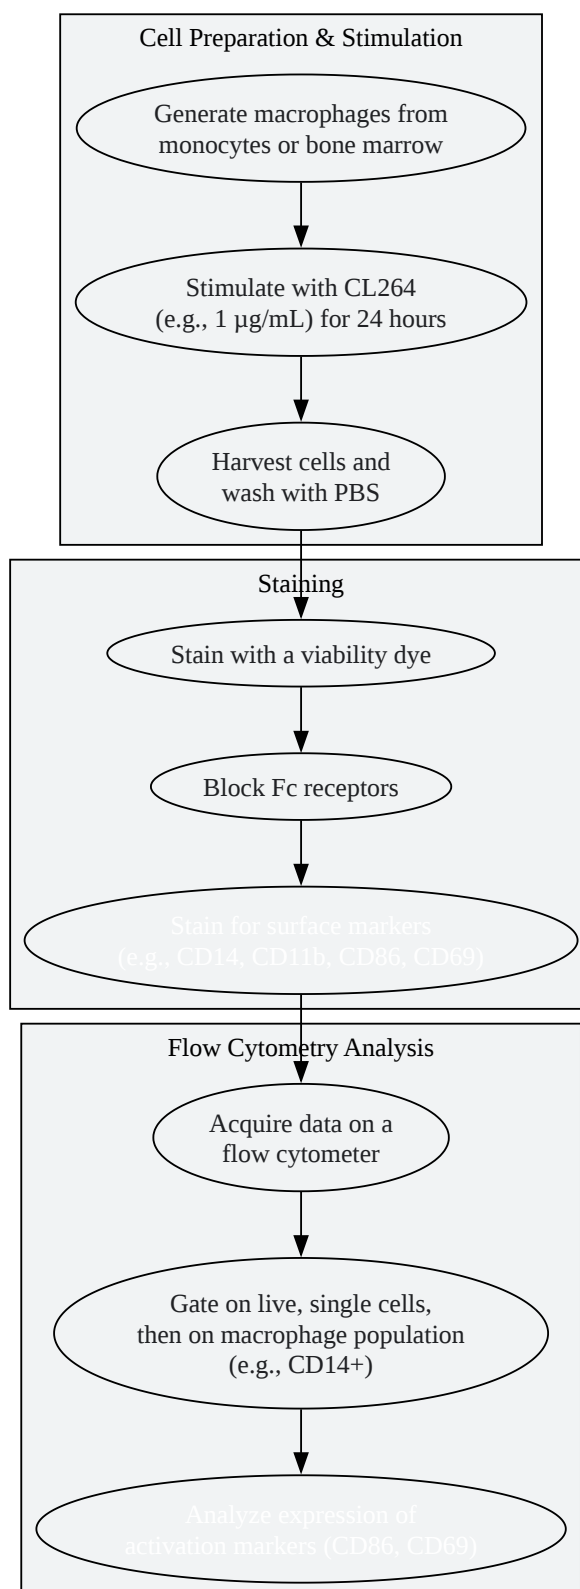 Cell Preparation & Stimulation
Generate macrophages from
monocytes or bone marrow
Stimulate with CL264
(e.g., 1 µg/mL) for 24 hours
Harvest cells and
wash with PBS
Staining
Stain with a viability dye
Block Fc receptors
Stain for surface markers
(e.g., CD14, CD11b, CD86, CD69)
Flow Cytometry Analysis
Acquire data on a
flow cytometer
Gate on live, single cells,
then on macrophage population
(e.g., CD14+)
Analyze expression of
activation markers (CD86, CD69)